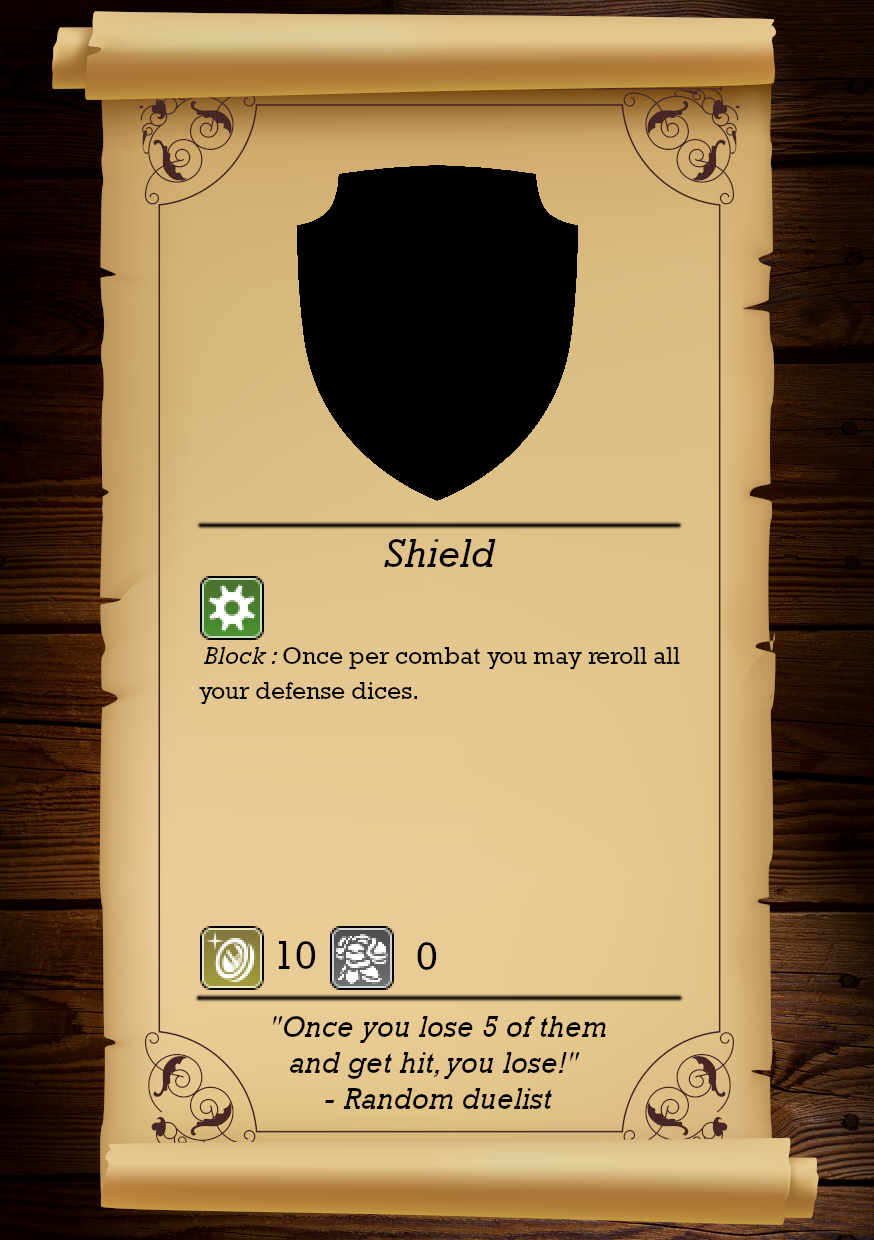 Shield
Block : Once per combat you may reroll all
your defense dices.
10 0
"Once you lose 5 of them
and get hit, you lose!"
- Random duelist